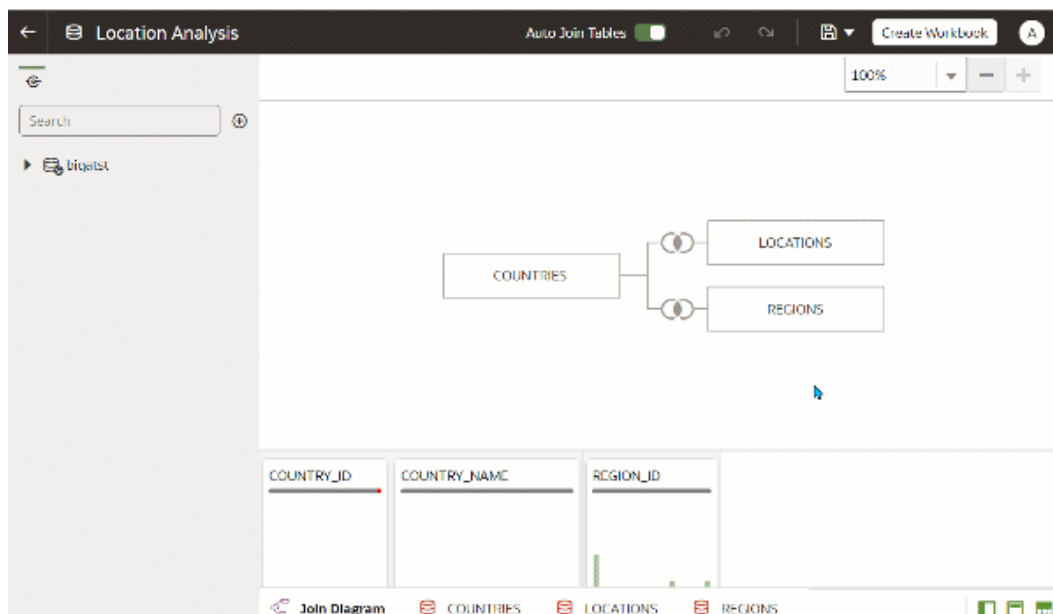 Location Analysis
Auto Join Tables
Create Workbook
A
100%
Search
biqatst
LOCATIONS
COUNTRIES
REGIONS
COUNTRY_ID
COUNTRY_NAME
REGION_ID
Join Diagram
COUNTRIES
LOCATIONS
REGIONS